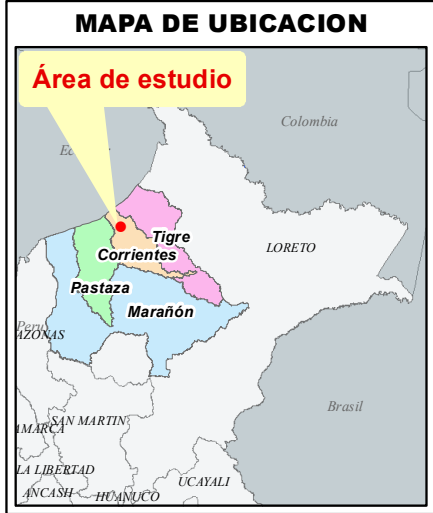 MAPA DE UBICACION
Área de estudio
Colombia
Tigre
LORETO
Corrientes
Pastaza
Marañón
Peru
AZONAS
Brasil
SAN MARTIN
AMARCA
LA LIBERTAD
UCAYALI
ANCASH
HUANUCO